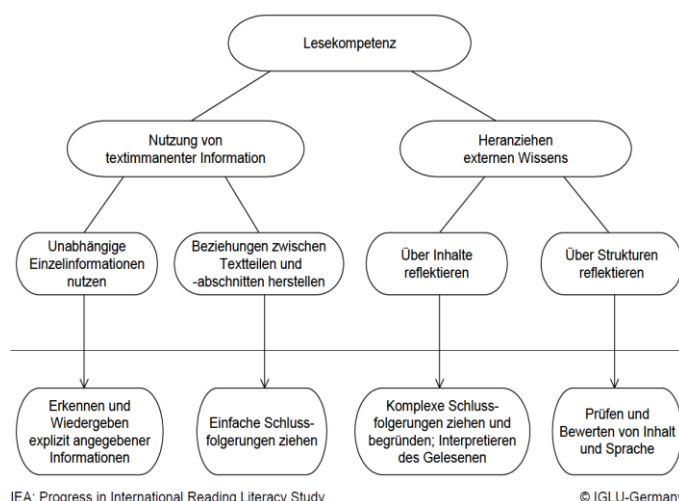 Lesekompetenz
Nutzung von
textimmanenter Information
Heranziehen
externen Wissens
Unabhängige
Einzelinformationen
nutzen
Beziehungen zwischen
Textteilen und
-abschnitten herstellen
Über Inhalte
reflektieren
Über Strukturen
reflektieren
Erkennen und
Wiedergeben
explizit angegebener
Informationen
Einfache Schluss-
folgerungen ziehen
Komplexe Schluss-
folgerungen ziehen und
begründen; Interpretieren
des Gelesenen
Prüfen und
Bewerten von Inhalt
und Sprache
IEA: Progress in International Reading Literacy Study
© IGLU-Germany